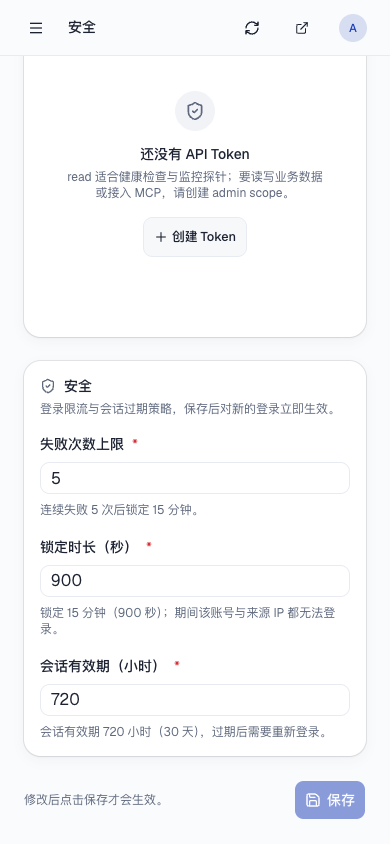 安全
A
还没有 API Token
read 适合健康检查与监控探针；要读写业务数据
或接入 MCP，请创建 admin scope。
创建 Token
安全
登录限流与会话过期策略，保存后对新的登录立即生效。
失败次数上限 *
5
连续失败 5 次后锁定 15 分钟。
锁定时长（秒） *
900
锁定 15 分钟（900 秒）；期间该账号与来源 IP 都无法登
录。
会话有效期（小时） *
720
会话有效期 720 小时（30 天），过期后需要重新登录。
修改后点击保存才会生效。
保存